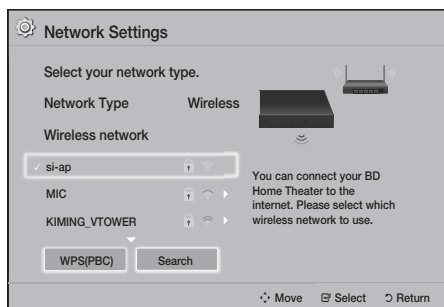 Network Settings
Select your network type.
Network Type Wireless
Wireless network
si-ap
MIC
KIMING_VTOWER
WPS(PBC) Search
You can connect your BD
Home Theater to the
internet. Please select which
wireless network to use.
Move Select Return